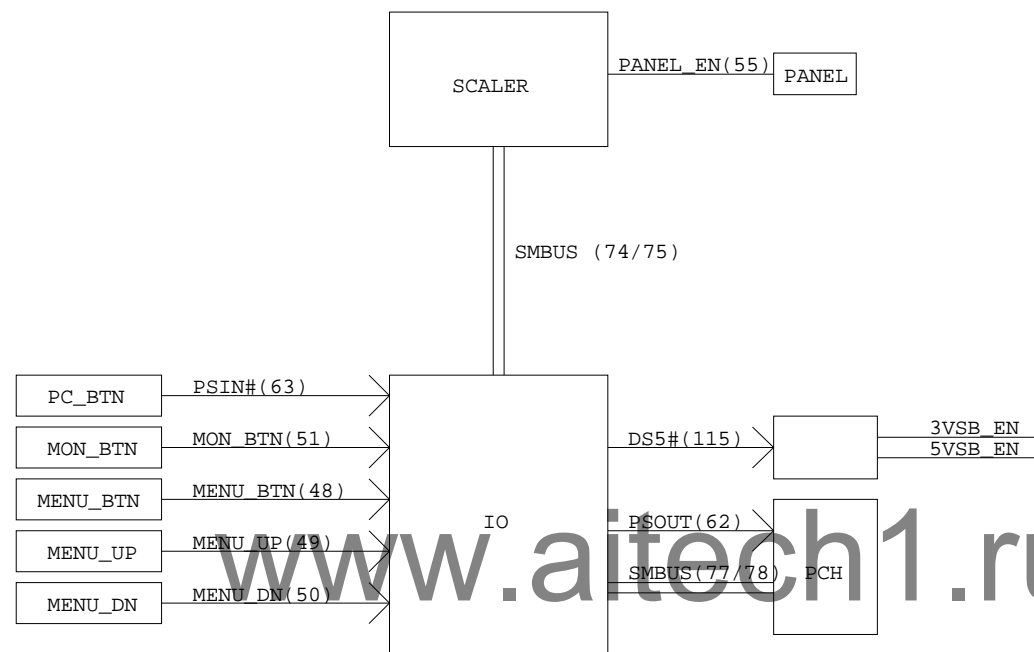 SCALER
PANEL_EN(55)
PANEL
SMBUS (74/75)
PC_BTN
PSIN#(63)
MON_BTN
MON_BTN(51)
MENU_BTN
MENU_BTN(48)
MENU_UP
MENU_UP(49)
MENU_DN
MENU_DN(50)
IO
DS5#(115)
3VSB_EN
5VSB_EN
PSOUT(62)
SMBUS(77/78)
PCH
www.aitech1.ru